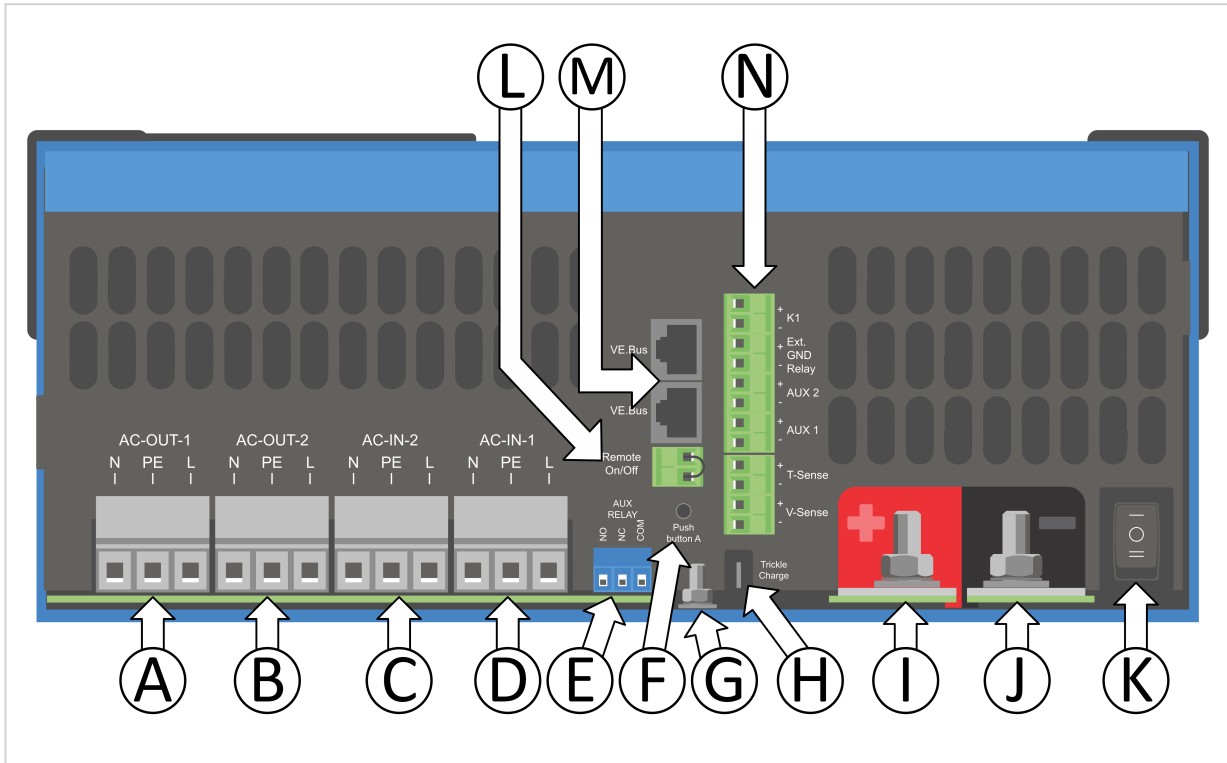 L M N
VE.Bus
VE.Bus
+
K1
-
+
Ext.
GND
-
Relay
+
AUX 2
-
+
AUX 1
-
+
T-Sense
-
+
V-Sense
-
AC-OUT-1
N PE L
AC-OUT-2
N PE L
AC-IN-2
N PE L
AC-IN-1
N PE L
Remote
On/Off
AUX
RELAY
NO
NC
COM
Push
button A
Trickle
Charge
A B C D E F G H I J K